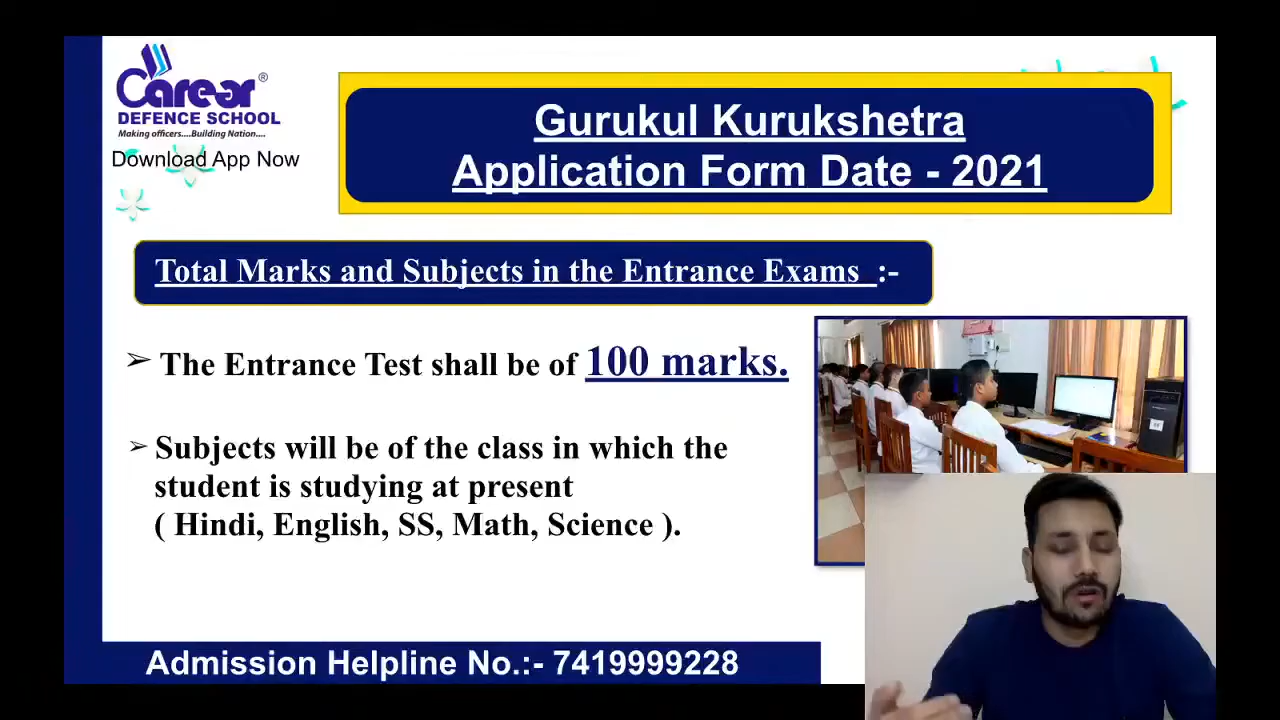 Carear®
DEFENCE SCHOOL
Making officers....Building Nation....
Download App Now
Gurukul Kurukshetra
Application Form Date - 2021
Total Marks and Subjects in the Entrance Exams :-
➢ The Entrance Test shall be of 100 marks.
➢ Subjects will be of the class in which the
student is studying at present
( Hindi, English, SS, Math, Science ).
Admission Helpline No.:- 7419999228